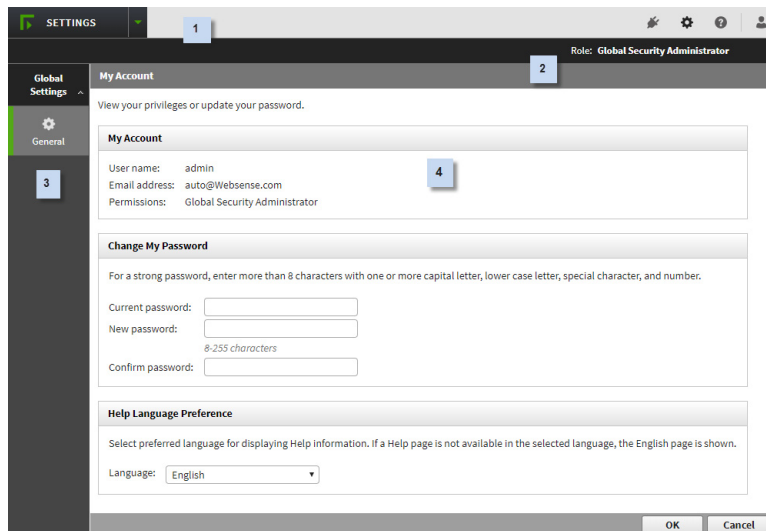 SETTINGS
1
Role: Global Security Administrator
2
Global
Settings
My Account
View your privileges or update your password.
General
3
My Account
User name: admin
Email address: auto@Websense.com
Permissions: Global Security Administrator
4
Change My Password
For a strong password, enter more than 8 characters with one or more capital letter, lower case letter, special character, and number.
Current password:
New password:
8-255 characters
Confirm password:
Help Language Preference
Select preferred language for displaying Help information. If a Help page is not available in the selected language, the English page is shown.
Language: English
OK Cancel